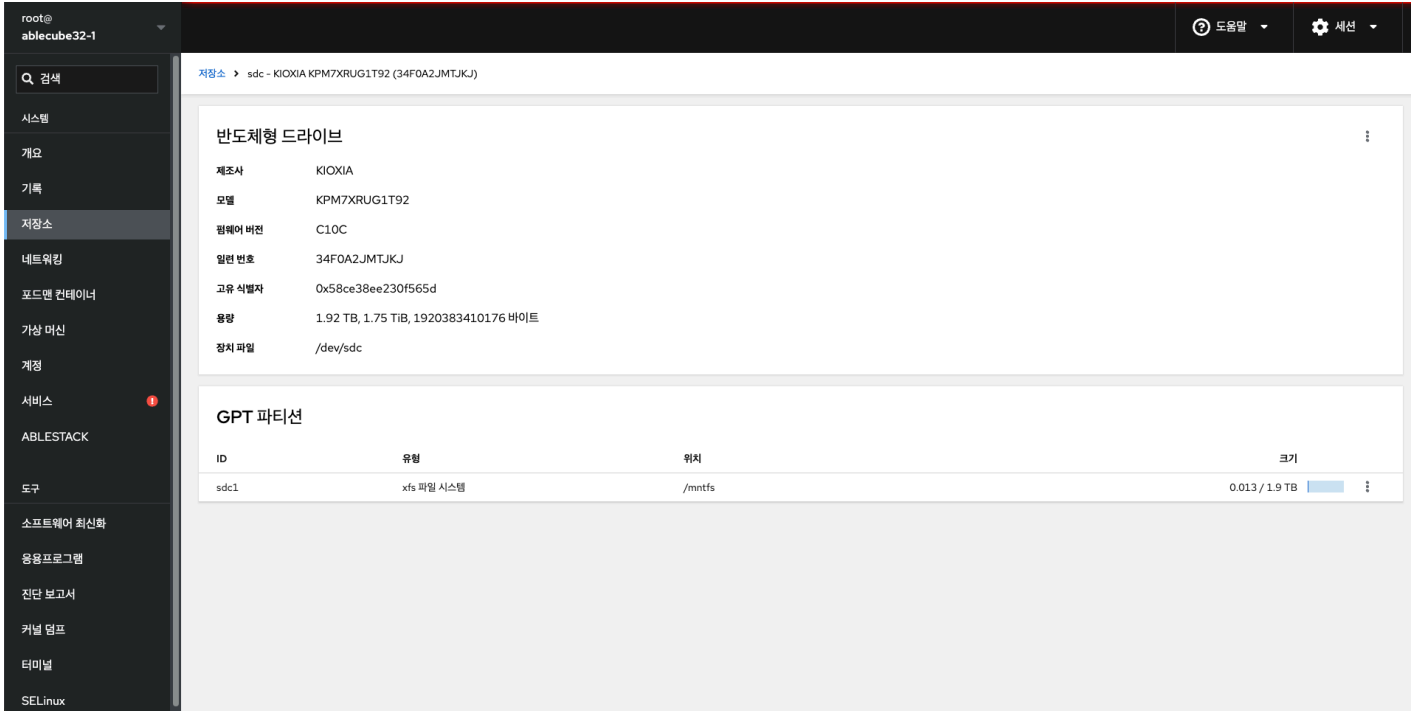 root@
ablecube32-1
도움말
세션
검색
시스템
개요
기록
저장소
네트워킹
포드맨 컨테이너
가상 머신
계정
서비스
ABLESTACK
도구
소프트웨어 최신화
응용프로그램
진단 보고서
커널 덤프
터미널
SELinux
저장소 > sdc - KIOXIA KPM7XRUG1T92 (34F0A2JMTJKJ)
반도체형 드라이브
제조사 KIOXIA
모델 KPM7XRUG1T92
펌웨어 버전 C10C
일련 번호 34F0A2JMTJKJ
고유 식별자 0x58ce38ee230f565d
용량 1.92 TB, 1.75 TiB, 1920383410176 바이트
장치 파일 /dev/sdc
GPT 파티션
ID 유형 위치 크기
sdc1 xfs 파일 시스템 /mntfs 0.013 / 1.9 TB